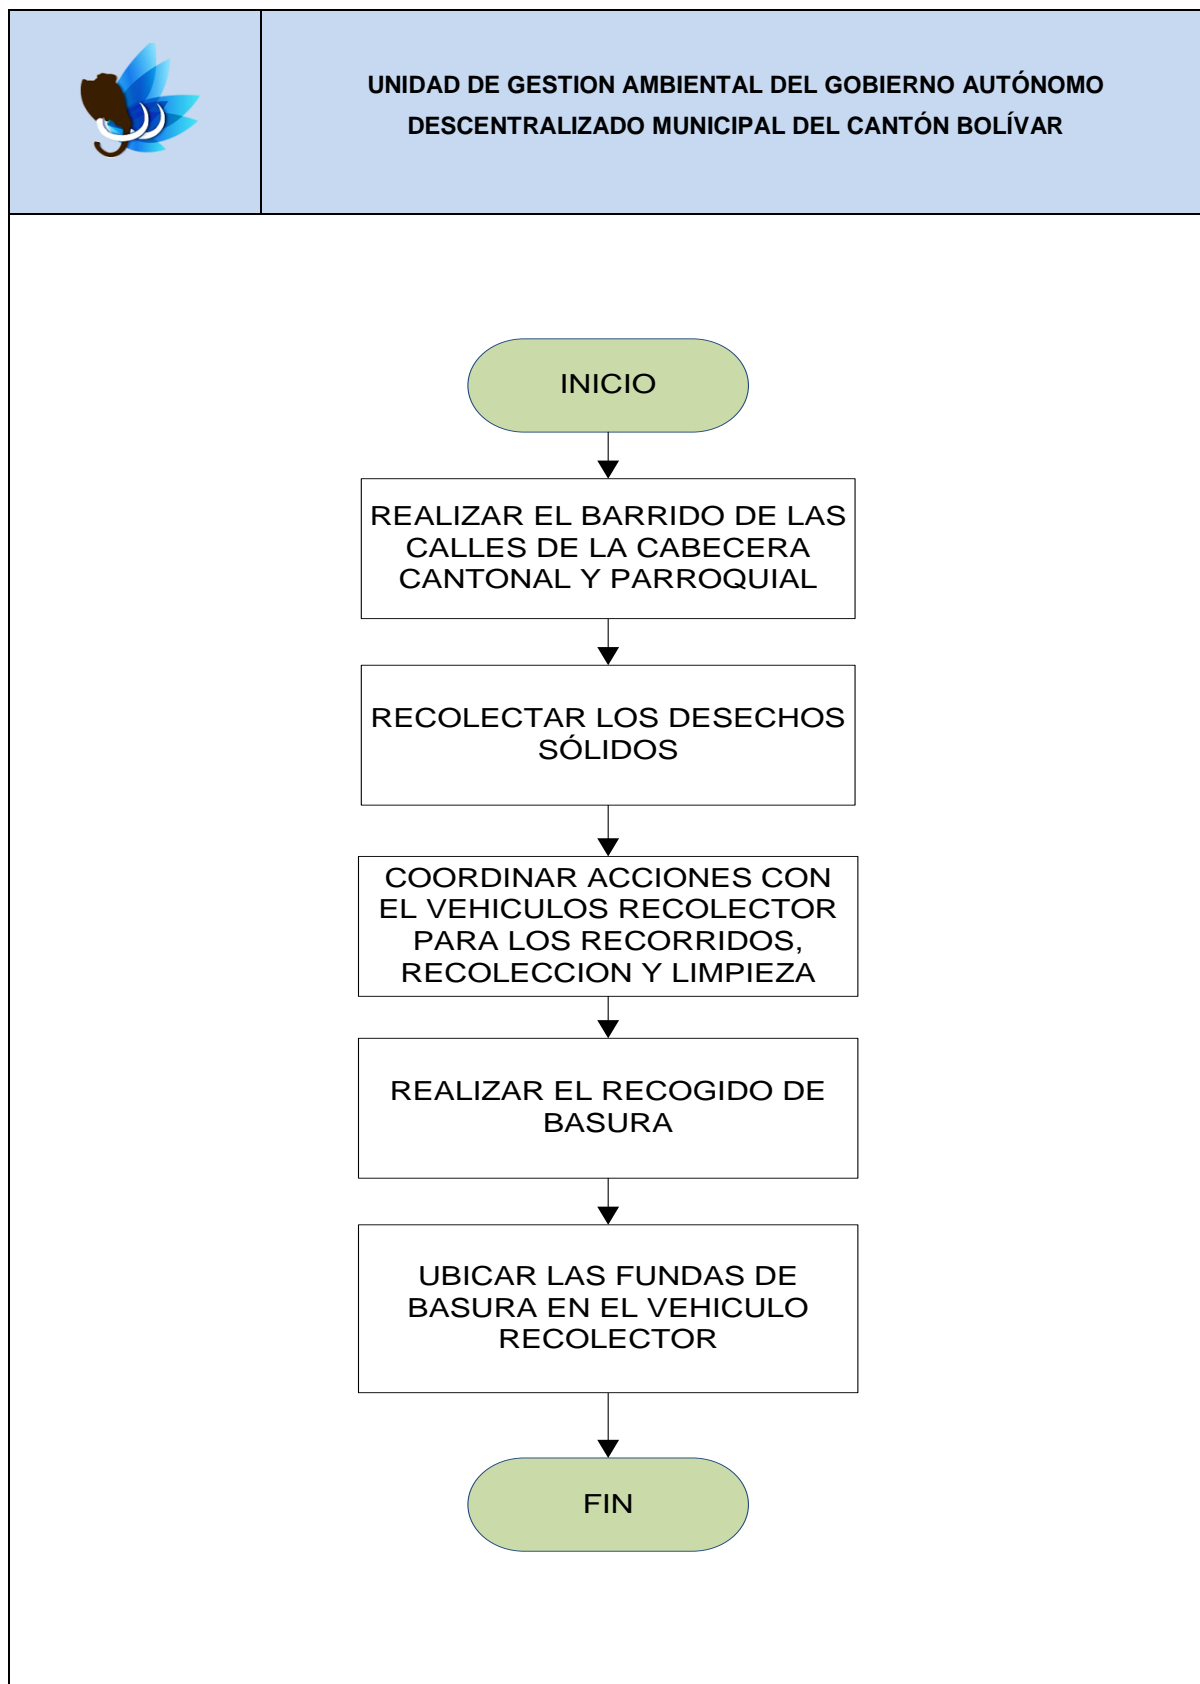 UNIDAD DE GESTION AMBIENTAL DEL GOBIERNO AUTÓNOMO
DESCENTRALIZADO MUNICIPAL DEL CANTÓN BOLÍVAR
INICIO
REALIZAR EL BARRIDO DE LAS
CALLES DE LA CABECERA
CANTONAL Y PARROQUIAL
RECOLECTAR LOS DESECHOS
SÓLIDOS
COORDINAR ACCIONES CON
EL VEHICULOS RECOLECTOR
PARA LOS RECORRIDOS,
RECOLECCION Y LIMPIEZA
REALIZAR EL RECOGIDO DE
BASURA
UBICAR LAS FUNDAS DE
BASURA EN EL VEHICULO
RECOLECTOR
FIN